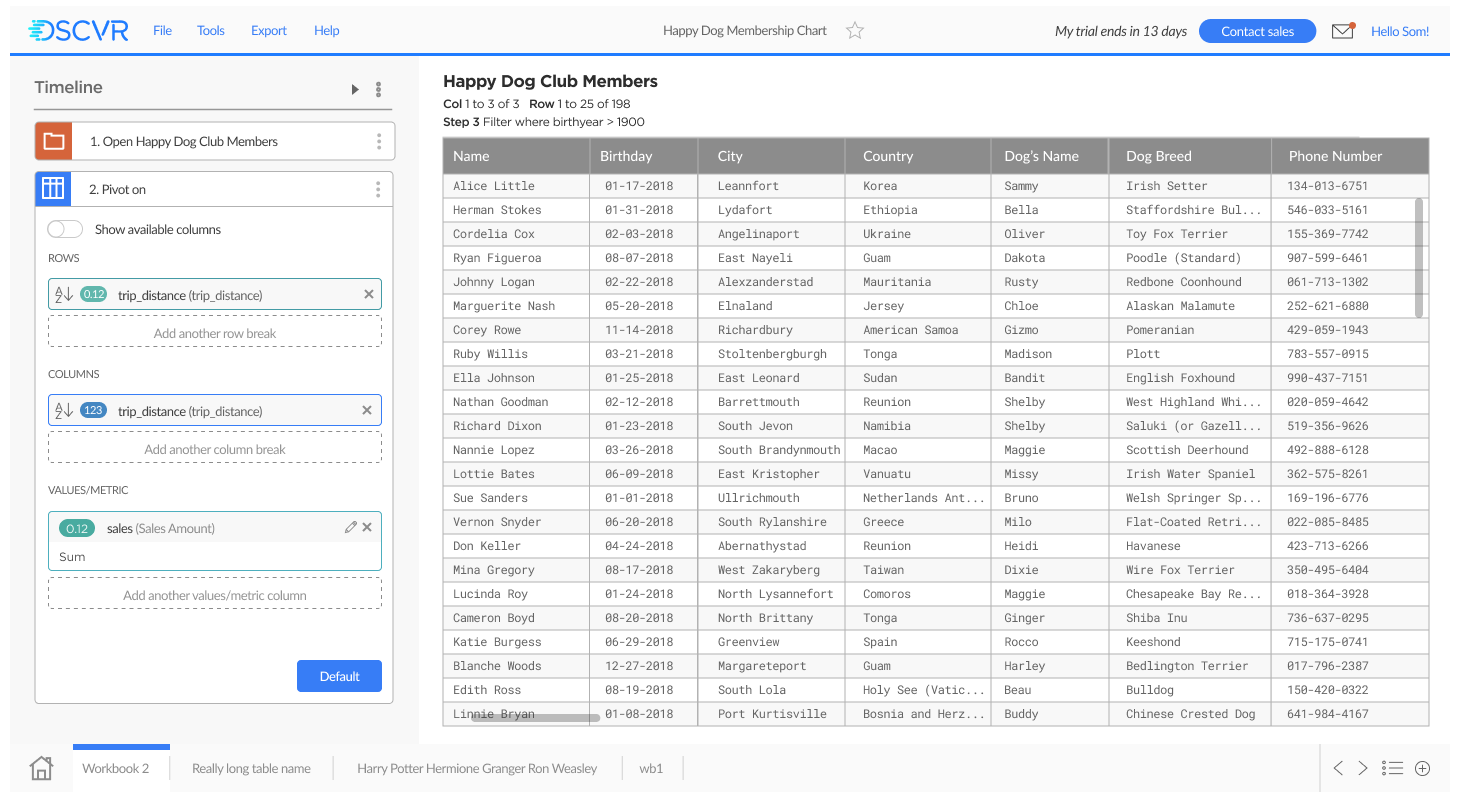 DSCVR File Tools Export Help Happy Dog Membership Chart My trial ends in 13 days Contact sales Hello Som!
Timeline
1. Open Happy Dog Club Members
2. Pivot on
Show available columns
ROWS
A Z 0.12 trip_distance (trip_distance)
Add another row break
COLUMNS
A Z 123 trip_distance (trip_distance)
Add another column break
VALUES/METRIC
0.12 sales (Sales Amount)
Sum
Add another values/metric column
Default
Happy Dog Club Members
Col 1 to 3 of 3 Row 1 to 25 of 198
Step 3 Filter where birthyear > 1900
Name Birthday City Country Dog's Name Dog Breed Phone Number
Alice Little 01-17-2018 Leannfort Korea Sammy Irish Setter 134-013-6751
Herman Stokes 01-31-2018 Lydafort Ethiopia Bella Staffordshire Bul... 546-033-5161
Cordelia Cox 02-03-2018 Angelinaport Ukraine Oliver Toy Fox Terrier 155-369-7742
Ryan Figueroa 08-07-2018 East Nayeli Guam Dakota Poodle (Standard) 907-599-6461
Johnny Logan 02-22-2018 Alexzanderstad Mauritania Rusty Redbone Coonhound 061-713-1302
Marguerite Nash 05-20-2018 Elnaland Jersey Chloe Alaskan Malamute 252-621-6880
Corey Rowe 11-14-2018 Richardbury American Samoa Gizmo Pomeranian 429-059-1943
Ruby Willis 03-21-2018 Stoltenbergburgh Tonga Madison Plott 783-557-0915
Ella Johnson 01-25-2018 East Leonard Sudan Bandit English Foxhound 990-437-7151
Nathan Goodman 02-12-2018 Barrettmouth Reunion Shelby West Highland Whi... 020-059-4642
Richard Dixon 01-23-2018 South Jevon Namibia Shelby Saluki (or Gazell... 519-356-9626
Nannie Lopez 03-26-2018 South Brandynmouth Macao Maggie Scottish Deerhound 492-888-6128
Lottie Bates 06-09-2018 East Kristopher Vanuatu Missy Irish Water Spaniel 362-575-8261
Sue Sanders 01-01-2018 Ullrichmouth Netherlands Ant... Bruno Welsh Springer Sp... 169-196-6776
Vernon Snyder 06-20-2018 South Rylanshire Greece Milo Flat-Coated Retri... 022-085-8485
Don Keller 04-24-2018 Abernathystad Reunion Heidi Havanese 423-713-6266
Mina Gregory 08-17-2018 West Zakaryberg Taiwan Dixie Wire Fox Terrier 350-495-6404
Lucinda Roy 01-24-2018 North Lysannefort Comoros Maggie Chesapeake Bay Re... 018-364-3928
Cameron Boyd 08-20-2018 North Brittany Tonga Ginger Shiba Inu 736-637-0295
Katie Burgess 06-29-2018 Greenview Spain Rocco Keeshond 715-175-0741
Blanche Woods 12-27-2018 Margareteport Guam Harley Bedlington Terrier 017-796-2387
Edith Ross 08-19-2018 South Lola Holy See (Vatic... Beau Bulldog 150-420-0322
Linnie Bryan 01-08-2018 Port Kurtisville Bosnia and Herz... Buddy Chinese Crested Dog 641-984-4167
Workbook 2 Really long table name Harry Potter Hermione Granger Ron Weasley wb1